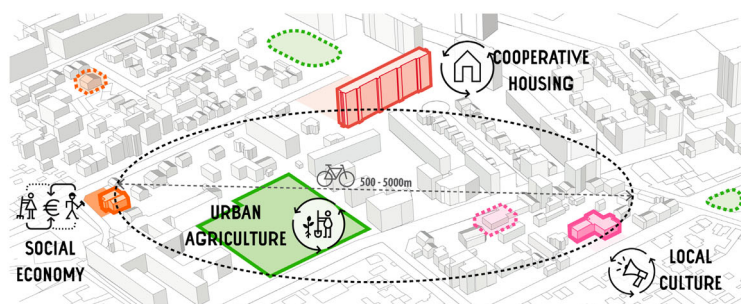 COOPERATIVE
HOUSING
500 - 5000m
URBAN
AGRICULTURE
€
SOCIAL
ECONOMY
LOCAL
CULTURE